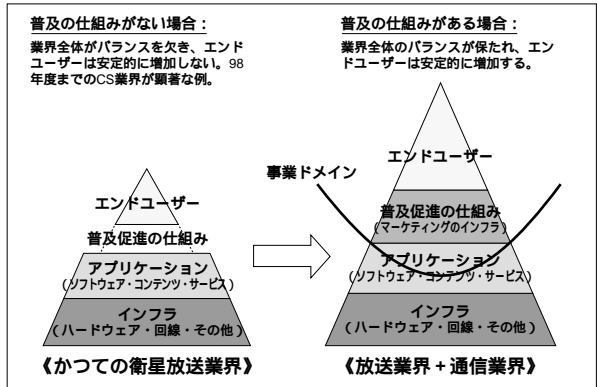 普及の仕組みがない場合：
業界全体がバランスを欠き、エンド
ユーザーは安定的に増加しない。98
年度までのCS業界が顕著な例。
エンドユーザー
普及促進の仕組み
アプリケーション
（ソフトウェア・コンテンツ・サービス）
インフラ
（ハードウェア・回線・その他）
《かつての衛星放送業界》
普及の仕組みがある場合：
業界全体のバランスが保たれ、エン
ドユーザーは安定的に増加する。
事業ドメイン
エンドユーザー
普及促進の仕組み
（マーケティングのインフラ）
アプリケーション
（ソフトウェア・コンテンツ・サービス）
インフラ
（ハードウェア・回線・その他）
《放送業界＋通信業界》